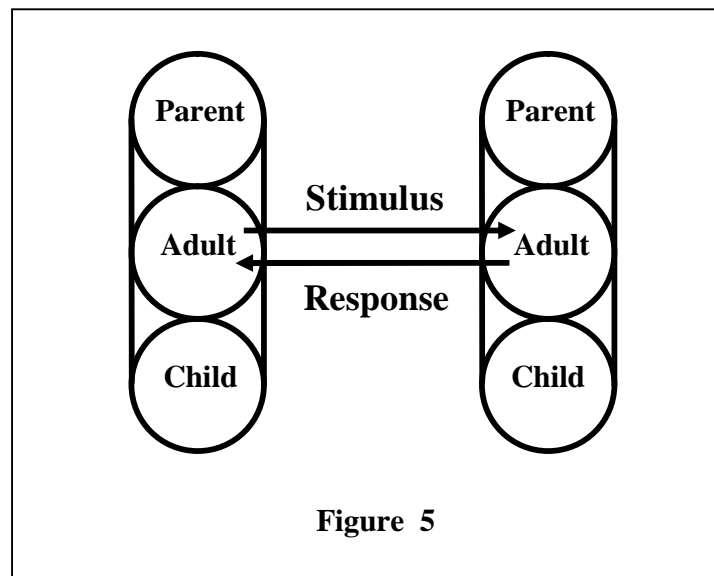 Parent Parent
Stimulus
Adult Adult
Response
Child Child
Figure 5